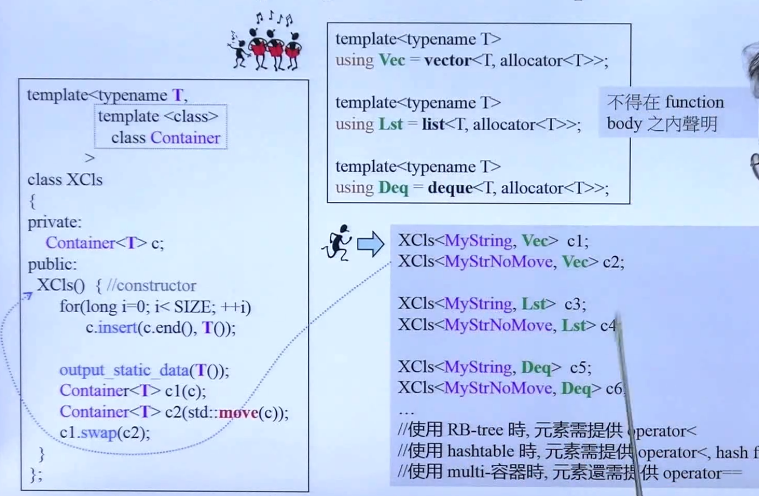 template<typename T,
template <class>
class Container
>
class XCls
{
private:
Container<T> c;
public:
XCls() { //constructor
for(long i=0; i< SIZE; ++i)
c.insert(c.end(), T());
output_static_data(T());
Container<T> c1(c);
Container<T> c2(std::move(c));
c1.swap(c2);
}
};
template<typename T>
using Vec = vector<T, allocator<T>>;
template<typename T>
using Lst = list<T, allocator<T>>;
template<typename T>
using Deq = deque<T, allocator<T>>;
不得在 function
body 之內聲明
XCls<MyString, Vec> c1;
XCls<MyStrNoMove, Vec> c2;
XCls<MyString, Lst> c3;
XCls<MyStrNoMove, Lst> c4
XCls<MyString, Deq> c5;
XCls<MyStrNoMove, Deq> c6
…
//使用 RB-tree 時, 元素需提供 operator<
//使用 hashtable 時, 元素需提供 operator<, hash f
//使用 multi-容器時, 元素還需提供 operator==